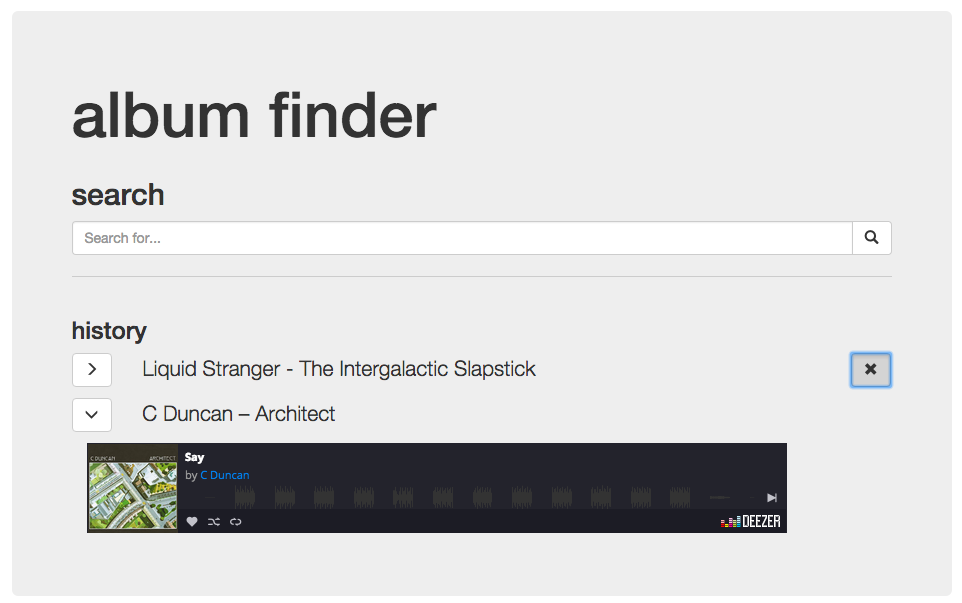 album finder
search
Search for...
history
Liquid Stranger - The Intergalactic Slapstick
C Duncan – Architect
C DUNCAN ARCHITECT
Say
by C Duncan
DEEZER